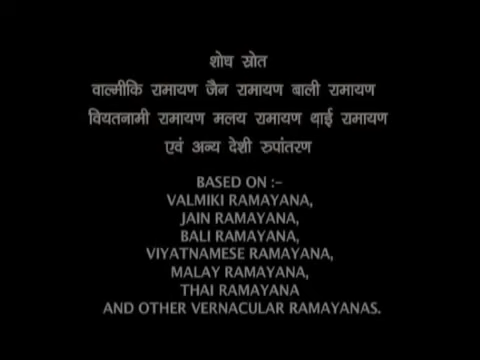 शोध स्रोत
वाल्मीकि रामायण जैन रामायण बाली रामायण
वियतनामी रामायण मलय रामायण थाई रामायण
एवं अन्य देशी रुपांतरण
BASED ON :-
VALMIKI RAMAYANA,
JAIN RAMAYANA,
BALI RAMAYANA,
VIYATNAMESE RAMAYANA,
MALAY RAMAYANA,
THAI RAMAYANA
AND OTHER VERNACULAR RAMAYANAS.